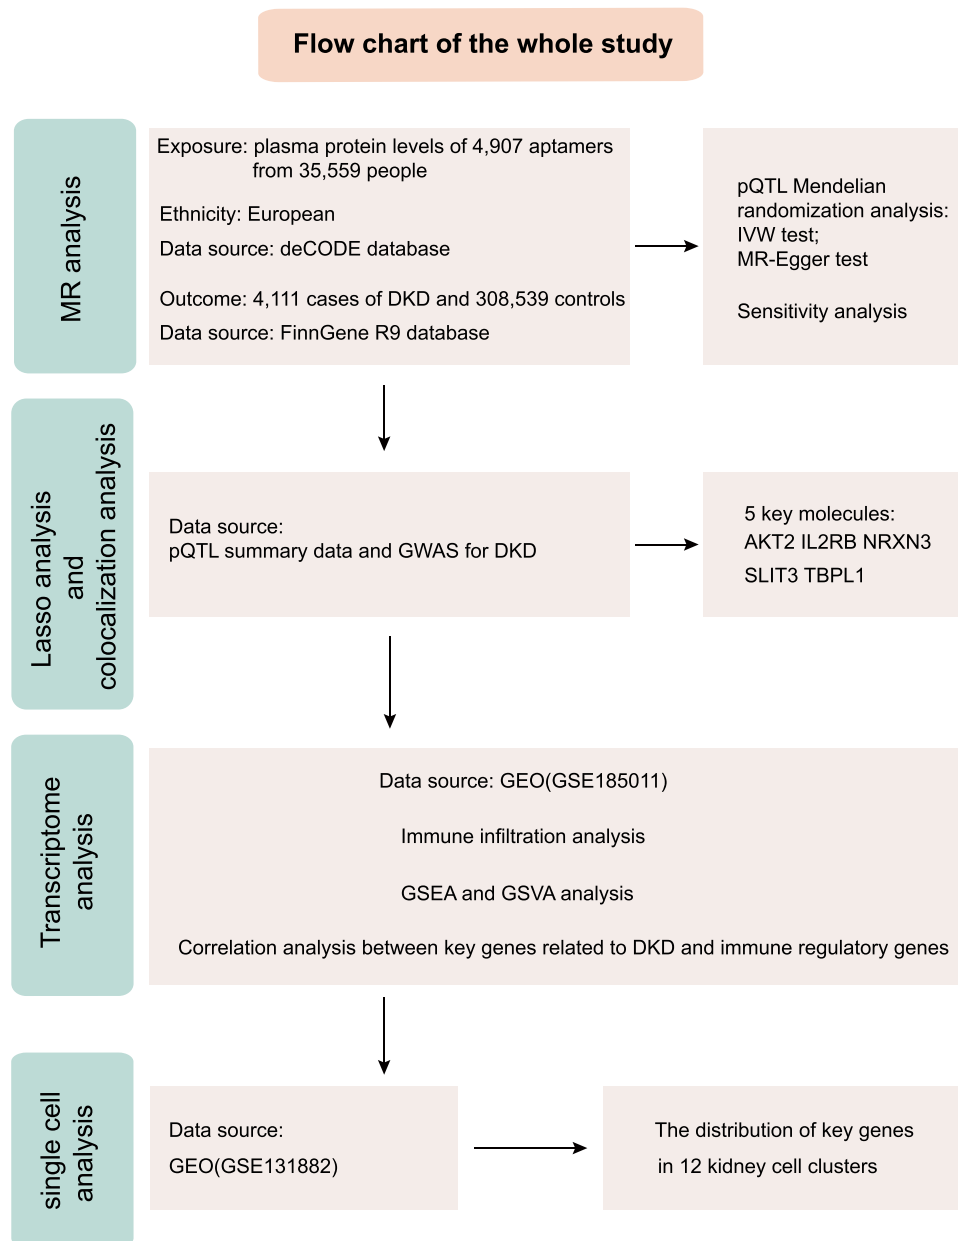 Flow chart of the whole study
MR analysis
Exposure: plasma protein levels of 4,907 aptamers
from 35,559 people
Ethnicity: European
Data source: deCODE database
Outcome: 4,111 cases of DKD and 308,539 controls
Data source: FinnGene R9 database
pQTL Mendelian
randomization analysis:
IVW test;
MR-Egger test
Sensitivity analysis
Lasso analysis
and
colocalization analysis
Data source:
pQTL summary data and GWAS for DKD
5 key molecules:
AKT2 IL2RB NRXN3
SLIT3 TBPL1
Transcriptome
analysis
Data source: GEO(GSE185011)
Immune infiltration analysis
GSEA and GSVA analysis
Correlation analysis between key genes related to DKD and immune regulatory genes
single cell
analysis
Data source:
GEO(GSE131882)
The distribution of key genes
in 12 kidney cell clusters